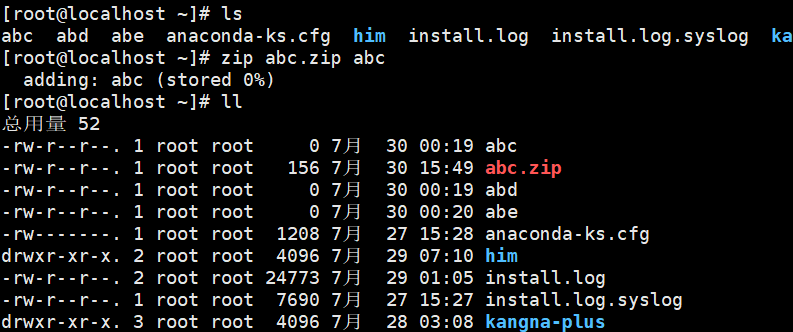 [root@localhost ~]# ls
abc  abd  abe  anaconda-ks.cfg  him  install.log  install.log.syslog  ka
[root@localhost ~]# zip abc.zip abc
  adding: abc (stored 0%)
[root@localhost ~]# ll
总用量 52
-rw-r--r--. 1 root root     0 7月  30 00:19 abc
-rw-r--r--. 1 root root   156 7月  30 15:49 abc.zip
-rw-r--r--. 1 root root     0 7月  30 00:19 abd
-rw-r--r--. 1 root root     0 7月  30 00:20 abe
-rw-------. 1 root root  1208 7月  27 15:28 anaconda-ks.cfg
drwxr-xr-x. 2 root root  4096 7月  29 07:10 him
-rw-r--r--. 2 root root 24773 7月  29 01:05 install.log
-rw-r--r--. 1 root root  7690 7月  27 15:27 install.log.syslog
drwxr-xr-x. 3 root root  4096 7月  28 03:08 kangna-plus